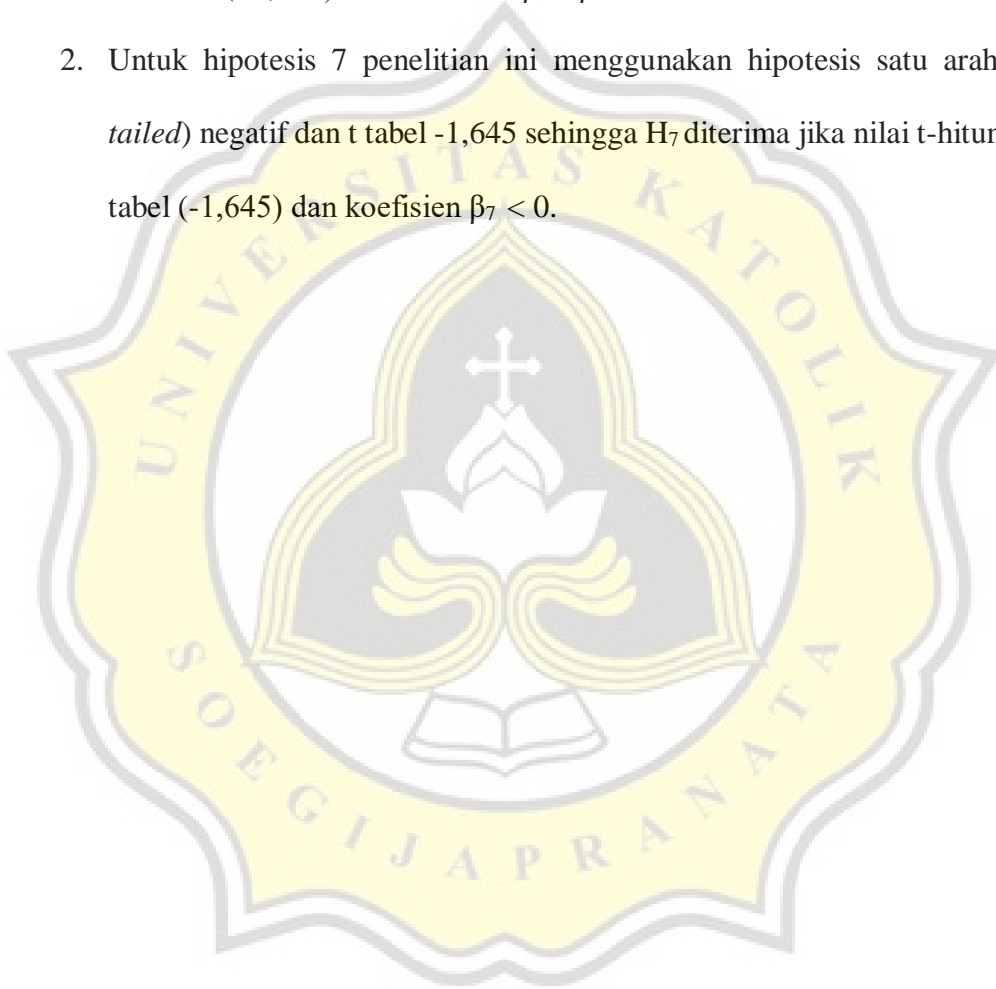 2. Untuk hipotesis 7 penelitian ini menggunakan hipotesis satu arah
tailed) negatif dan t tabel -1,645 sehingga H₇ diterima jika nilai t-hitun
tabel (-1,645) dan koefisien β₇ < 0.
UNIVERSITAS KATOLIK
SOEGIJAPRANATA